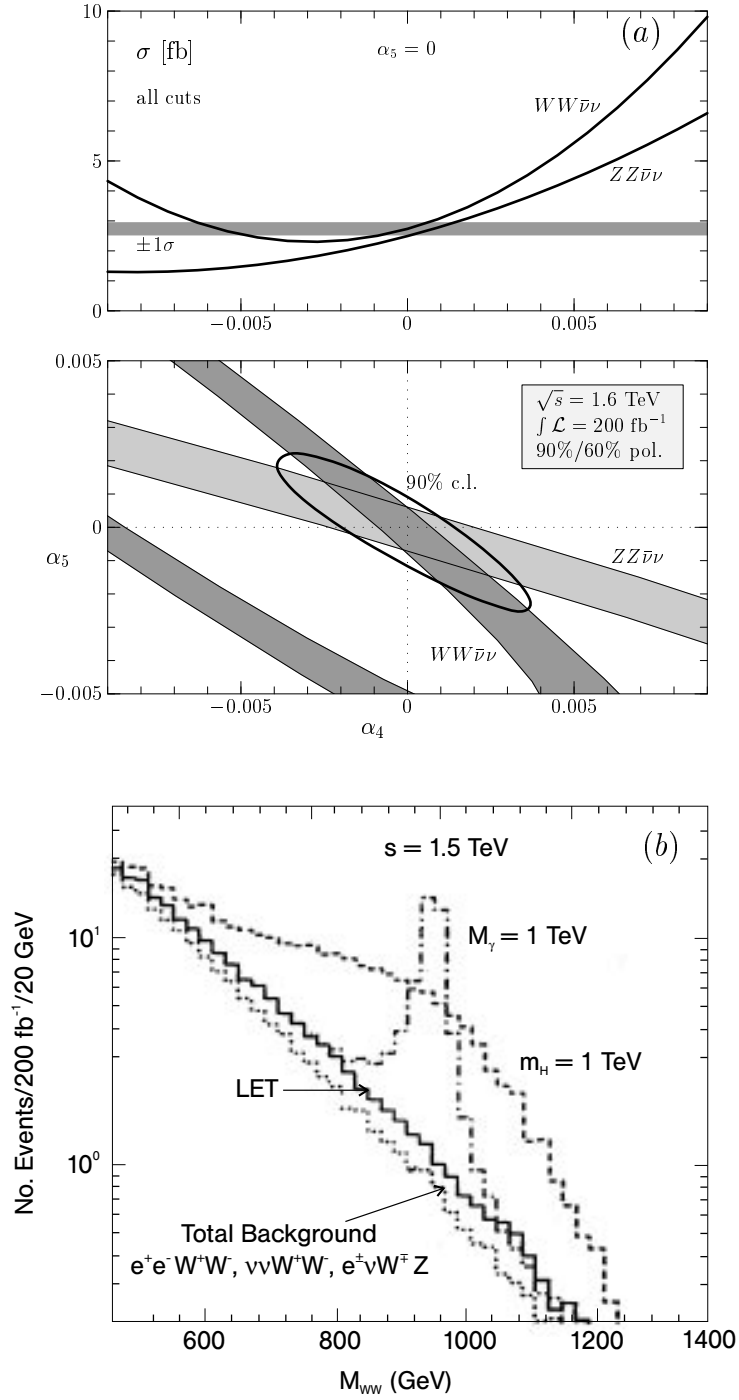 10
5
0
σ [fb]
α₅ = 0
(a)
all cuts
WWν̄ν
ZZν̄ν
±1σ
−0.005
0
0.005
0.005
0
−0.005
α₅
√s = 1.6 TeV
∫ℒ = 200 fb⁻¹
90%/60% pol.
90% c.l.
ZZν̄ν
WWν̄ν
−0.005
0
0.005
α₄
(b)
s = 1.5 TeV
10¹
10⁰
No. Events/200 fb⁻¹/20 GeV
Mγ = 1 TeV
m_H = 1 TeV
LET
Total Background
e⁺e⁻W⁺W⁻, ννW⁺W⁻, e±νW∓Z
600
800
1000
1200
1400
M_WW (GeV)